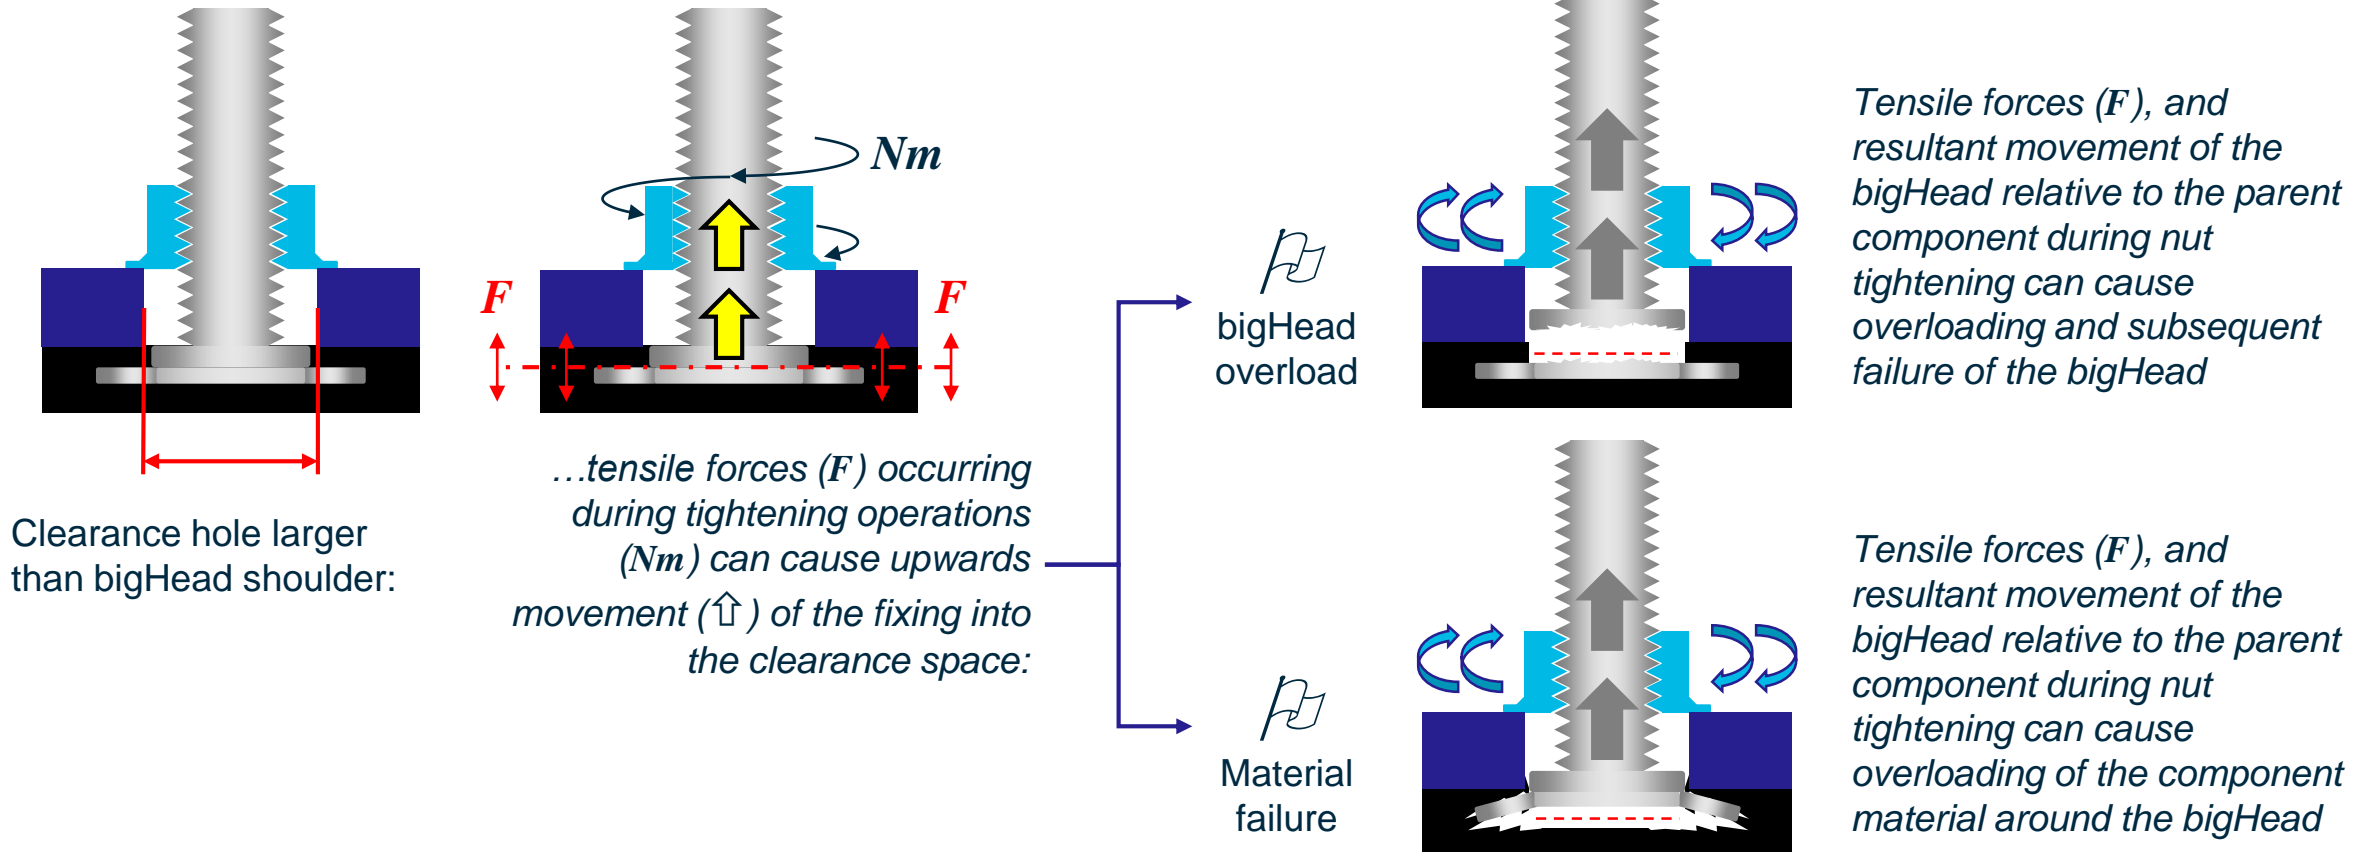 Clearance hole larger
than bigHead shoulder:
Nm
F
F
…tensile forces (F) occurring
during tightening operations
(Nm) can cause upwards
movement (⇧) of the fixing into
the clearance space:
bigHead
overload
Tensile forces (F), and
resultant movement of the
bigHead relative to the parent
component during nut
tightening can cause
overloading and subsequent
failure of the bigHead
Material
failure
Tensile forces (F), and
resultant movement of the
bigHead relative to the parent
component during nut
tightening can cause
overloading of the component
material around the bigHead